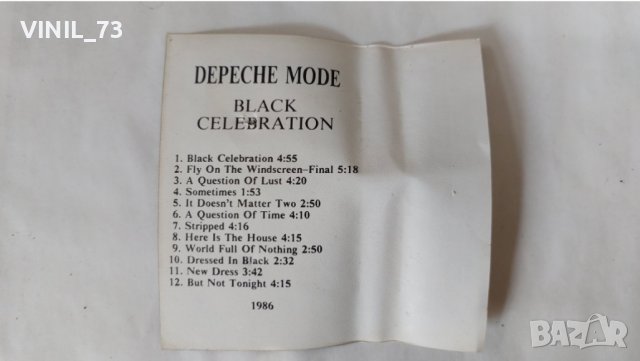 VINIL_73
DEPECHE MODE
BLACK
CELEBRATION
1. Black Celebration 4:55
2. Fly On The Windscreen-Final 5:18
3. A Question Of Lust 4:20
4. Sometimes 1:53
5. It Doesn't Matter Two 2:50
6. A Question Of Time 4:10
7. Stripped 4:16
8. Here Is The House 4:15
9. World Full Of Nothing 2:50
10. Dressed In Black 2:32
11. New Dress 3:42
12. But Not Tonight 4:15
1986
BAZAR